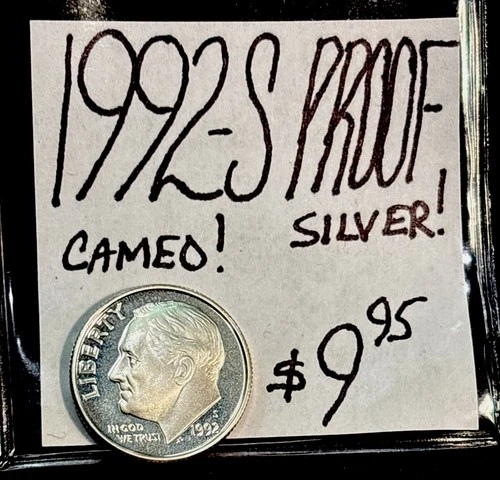 1992-S PROOF
CAMEO! SILVER!
$9.95
LIBERTY
IN GOD
WE TRUST
S
1992